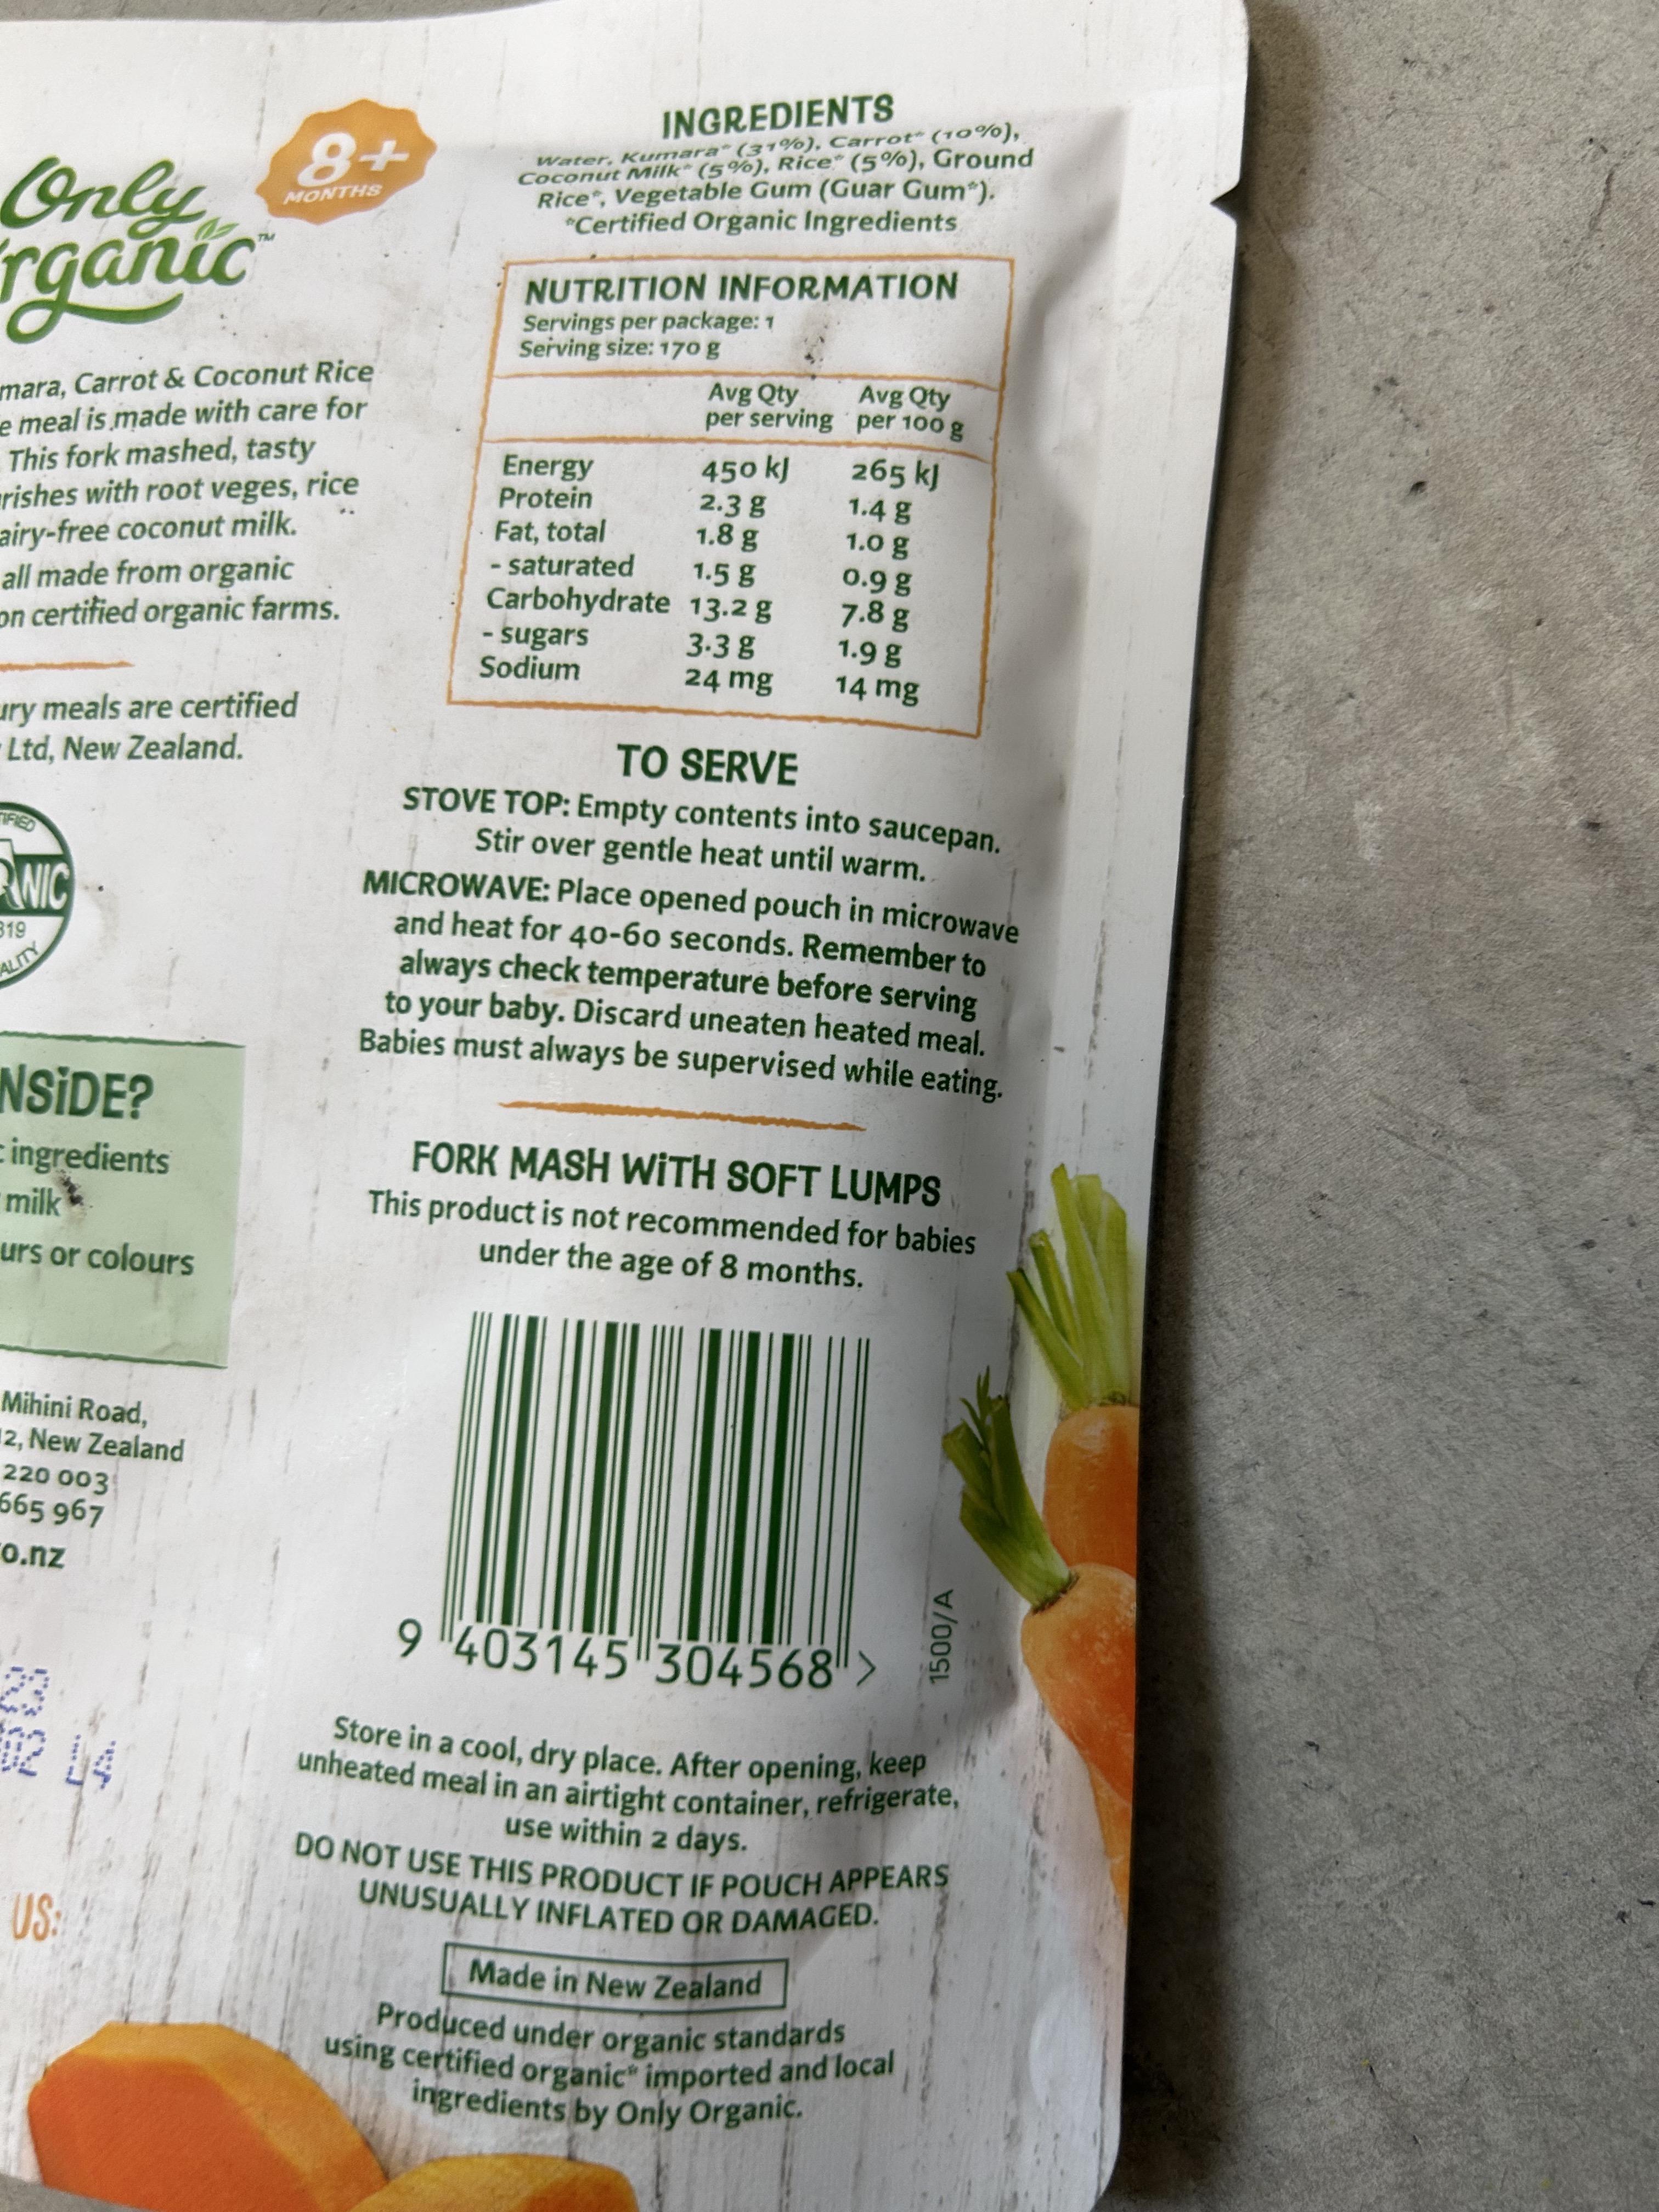 Only
rganic™
8+
MONTHS
mara, Carrot & Coconut Rice
e meal is made with care for
This fork mashed, tasty
rishes with root veges, rice
airy-free coconut milk.
all made from organic
on certified organic farms.
ury meals are certified
Ltd, New Zealand.
TIFIED
NIC
319
ALITY
NSiDE?
ingredients
milk
urs or colours
Mihini Road,
2, New Zealand
220 003
665 967
o.nz
23
02 L4
US:
INGREDIENTS
Water, Kumara* (31%), Carrot* (10%),
Coconut Milk* (5%), Rice* (5%), Ground
Rice*, Vegetable Gum (Guar Gum*).
*Certified Organic Ingredients
NUTRITION INFORMATION
Servings per package: 1
Serving size: 170 g
Avg Qty per serving Avg Qty per 100 g
Energy 450 kJ 265 kJ
Protein 2.3 g 1.4 g
Fat, total 1.8 g 1.0 g
- saturated 1.5 g 0.9 g
Carbohydrate 13.2 g 7.8 g
- sugars 3.3 g 1.9 g
Sodium 24 mg 14 mg
TO SERVE
STOVE TOP: Empty contents into saucepan.
Stir over gentle heat until warm.
MICROWAVE: Place opened pouch in microwave
and heat for 40-60 seconds. Remember to
always check temperature before serving
to your baby. Discard uneaten heated meal.
Babies must always be supervised while eating.
FORK MASH WiTH SOFT LUMPS
This product is not recommended for babies
under the age of 8 months.
9 403145 304568 >
1500/A
Store in a cool, dry place. After opening, keep
unheated meal in an airtight container, refrigerate,
use within 2 days.
DO NOT USE THIS PRODUCT IF POUCH APPEARS
UNUSUALLY INFLATED OR DAMAGED.
Made in New Zealand
Produced under organic standards
using certified organic* imported and local
ingredients by Only Organic.